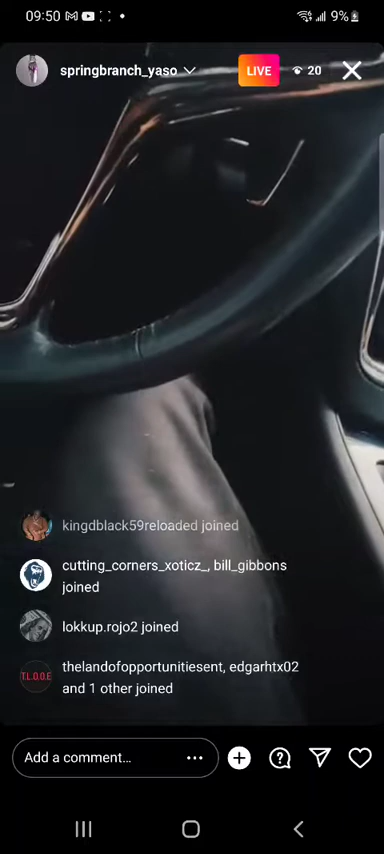 09:50 9%
springbranch_yaso LIVE 20
kingdblack59reloaded joined
cutting_corners_xoticz_, bill_gibbons
joined
lokkup.rojo2 joined
T.L.O.O.E
thelandofopportunitiesent, edgarhtx02
and 1 other joined
Add a comment...